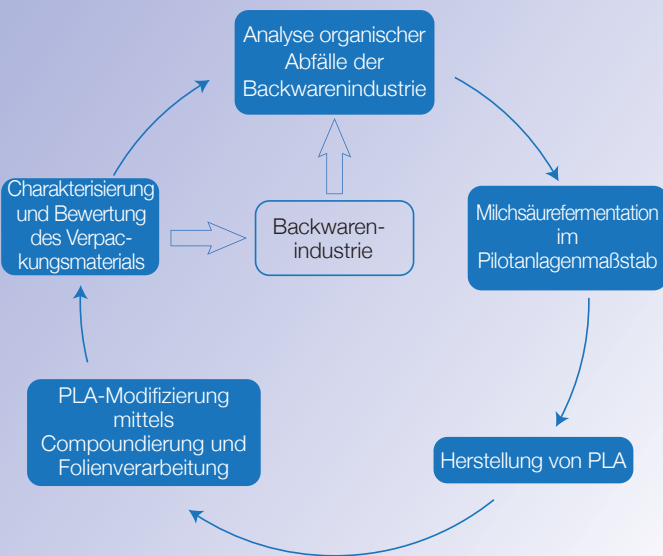 Analyse organischer
Abfälle der
Backwarenindustrie
Milchsäurefermentation
im
Pilotanlagenmaßstab
Herstellung von PLA
PLA-Modifizierung
mittels
Compoundierung und
Folienverarbeitung
Charakterisierung
und Bewertung
des Verpac-
kungsmaterials
Backwaren-
industrie